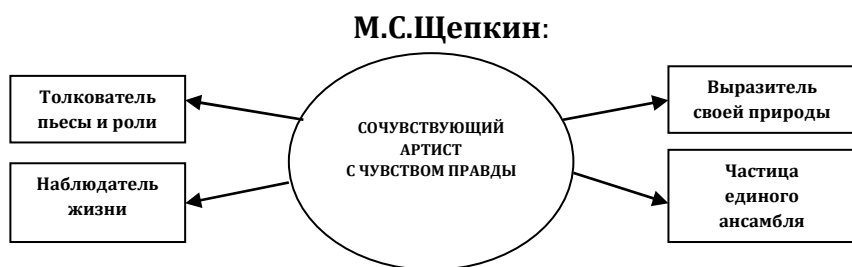 М.С.Щепкин:
Толкователь
пьесы и роли
Наблюдатель
жизни
СОЧУВСТВУЮЩИЙ
АРТИСТ
С ЧУВСТВОМ ПРАВДЫ
Выразитель
своей природы
Частица
единого
ансамбля